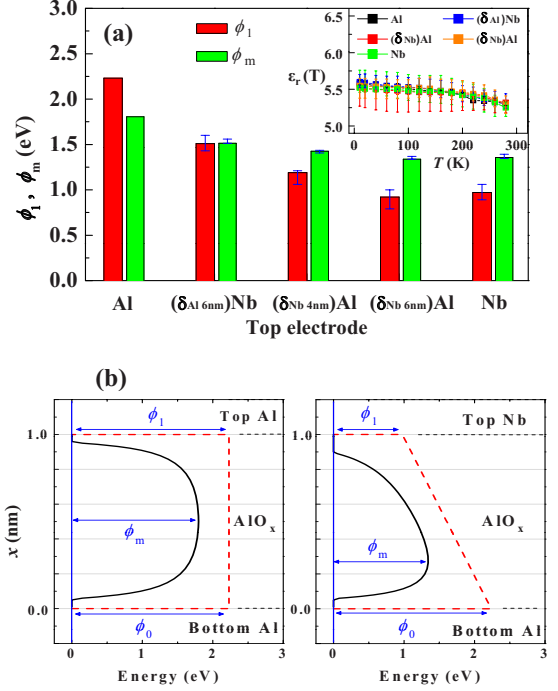 (a)
ϕ₁
ϕₘ
3.0
2.5
2.0
1.5
1.0
0.5
0.0
ϕ₁ , ϕₘ (eV)
Al
(δAl 6nm)Nb
(δNb 4nm)Al
(δNb 6nm)Al
Nb
Top electrode
Al
(δAl)Nb
(δNb)Al
(δNb)Al
Nb
εᵣ (T)
6.5
6.0
5.5
5.0
0
100
200
300
T (K)
(b)
ϕ₁
Top Al
1.0
ϕₘ
AlOₓ
0.0
ϕ₀
Bottom Al
x (nm)
0
1
2
3
Energy (eV)
ϕ₁
Top Nb
1.0
ϕₘ
AlOₓ
0.0
ϕ₀
Bottom Al
0
1
2
3
Energy (eV)